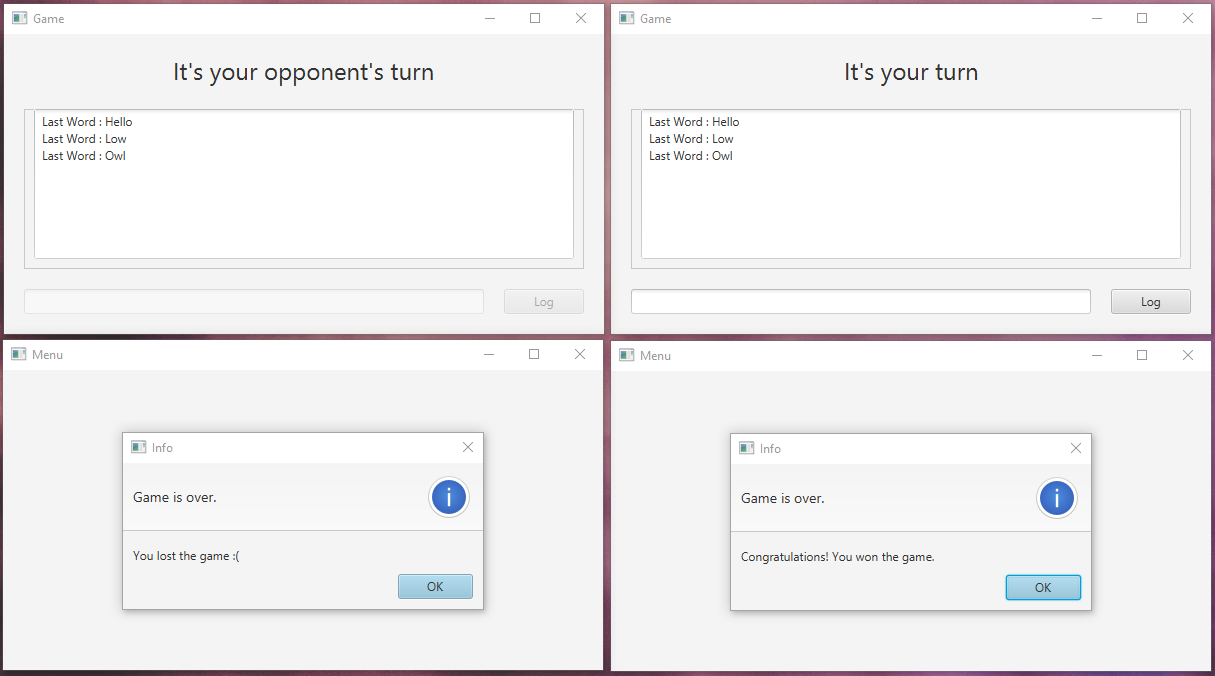 Game
It's your opponent's turn
Last Word : Hello
Last Word : Low
Last Word : Owl
Log
Game
It's your turn
Last Word : Hello
Last Word : Low
Last Word : Owl
Log
Menu
Info
Game is over.
i
You lost the game :(
OK
Menu
Info
Game is over.
i
Congratulations! You won the game.
OK